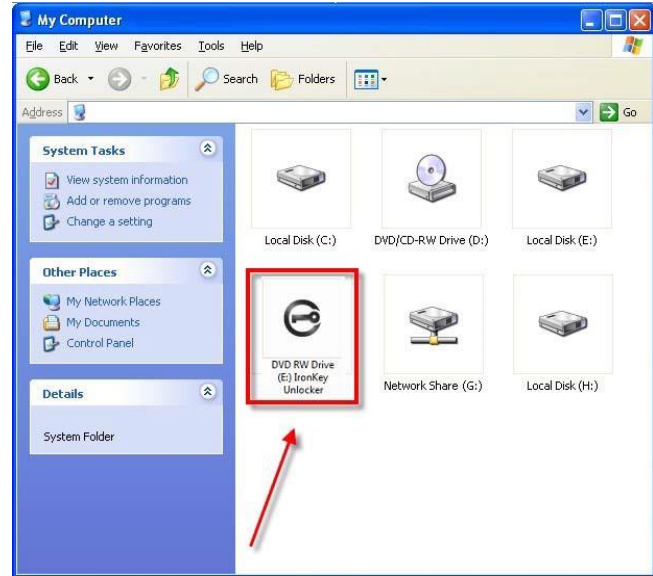 My Computer
File Edit View Favorites Tools Help
Back Search Folders
Address Go
System Tasks
View system information
Add or remove programs
Change a setting
Other Places
My Network Places
My Documents
Control Panel
Details
System Folder
Local Disk (C:) DVD/CD-RW Drive (D:) Local Disk (E:)
DVD RW Drive
(E:) IronKey
Unlocker
Network Share (G:) Local Disk (H:)